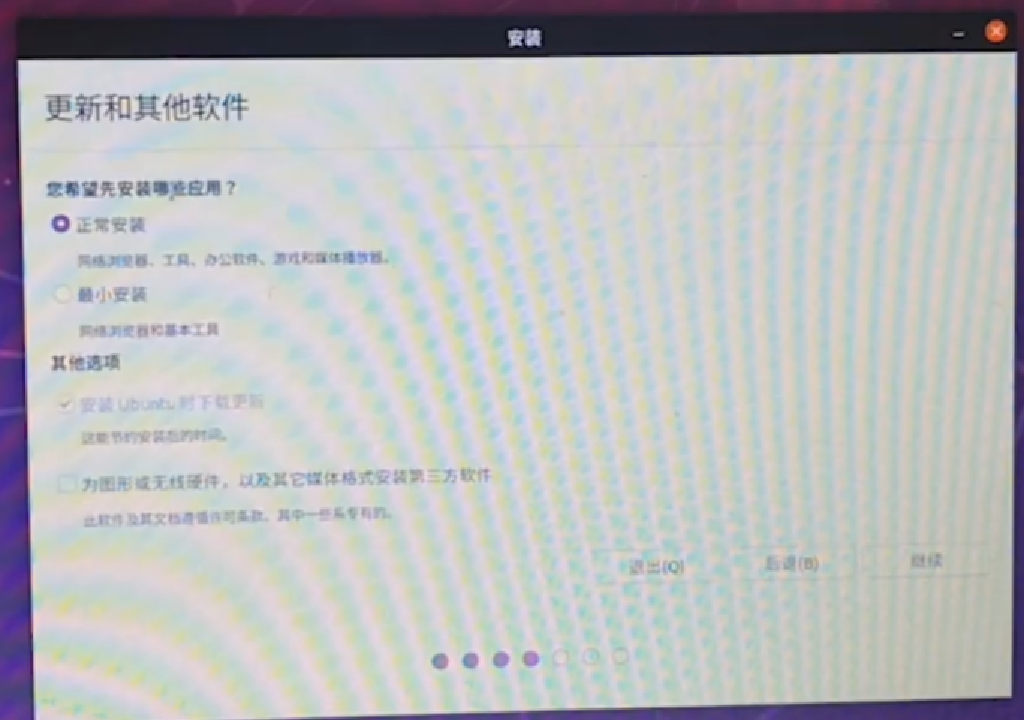 安装
更新和其他软件
您希望先安装哪些应用？
正常安装
网络浏览器、工具、办公软件、游戏和媒体播放器。
最小安装
网络浏览器和基本工具
其他选项
安装 Ubuntu 时下载更新
这能节约安装后的时间。
为图形或无线硬件，以及其它媒体格式安装第三方软件
此软件及其文档遵循许可条款。其中一些是专有的。
退出(Q)
后退(B)
继续